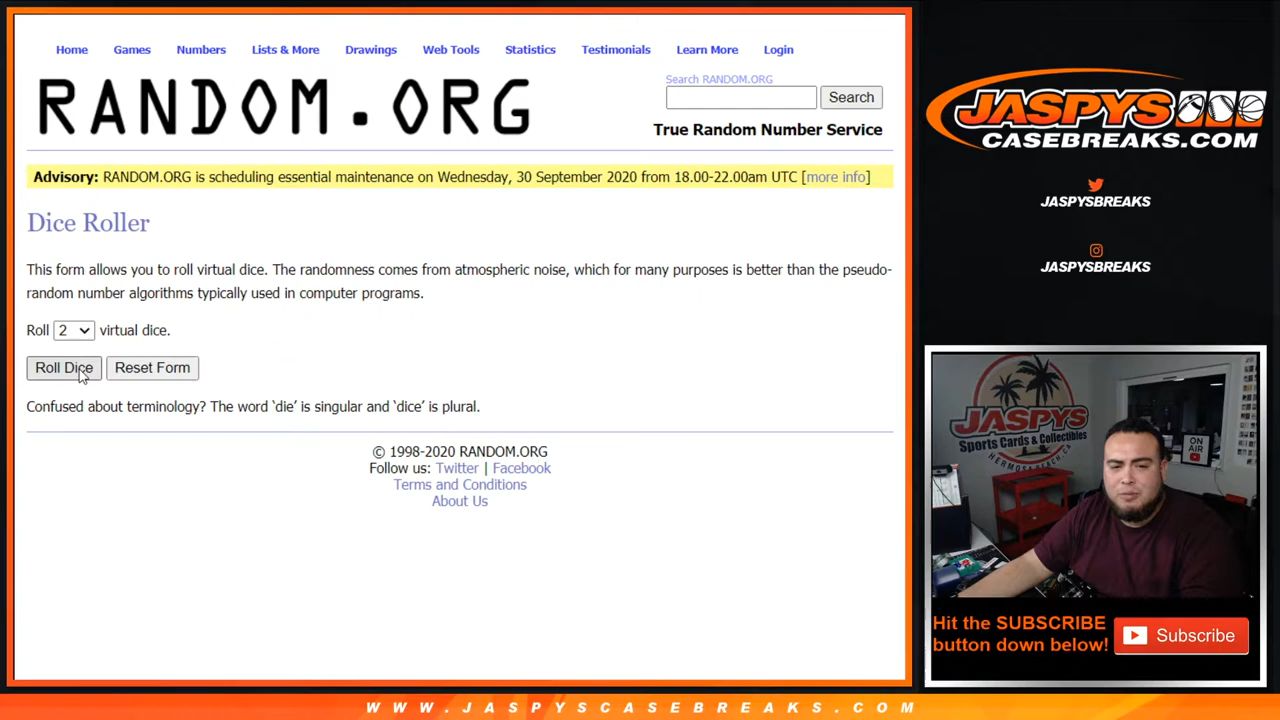 Home Games Numbers Lists & More Drawings Web Tools Statistics Testimonials Learn More Login
RANDOM.ORG
Search RANDOM.ORG
Search
True Random Number Service
Advisory: RANDOM.ORG is scheduling essential maintenance on Wednesday, 30 September 2020 from 18.00-22.00am UTC [more info]
Dice Roller
This form allows you to roll virtual dice. The randomness comes from atmospheric noise, which for many purposes is better than the pseudo-
random number algorithms typically used in computer programs.
Roll 2 virtual dice.
Roll Dice Reset Form
Confused about terminology? The word ‘die’ is singular and ‘dice’ is plural.
© 1998-2020 RANDOM.ORG
Follow us: Twitter | Facebook
Terms and Conditions
About Us
JASPYS
CASEBREAKS.COM
JASPYSBREAKS
JASPYSBREAKS
JASPYS
Sports Cards & Collectibles
HERMOSA BEACH, CA
ON AIR
Hit the SUBSCRIBE
button down below!
Subscribe
WWW.JASPYSCASEBREAKS.COM